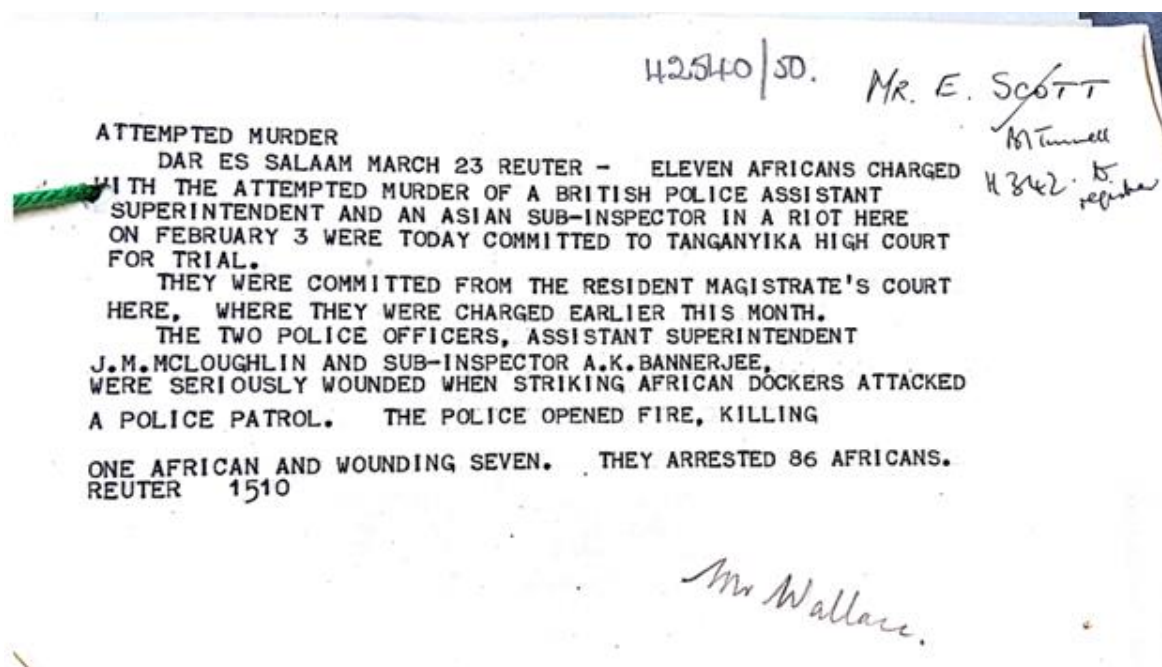 42540/50.
MR. E. SCOTT
H342. to
register
ATTEMPTED MURDER
DAR ES SALAAM MARCH 23 REUTER - ELEVEN AFRICANS CHARGED
WITH THE ATTEMPTED MURDER OF A BRITISH POLICE ASSISTANT
SUPERINTENDENT AND AN ASIAN SUB-INSPECTOR IN A RIOT HERE
ON FEBRUARY 3 WERE TODAY COMMITTED TO TANGANYIKA HIGH COURT
FOR TRIAL.
THEY WERE COMMITTED FROM THE RESIDENT MAGISTRATE'S COURT
HERE, WHERE THEY WERE CHARGED EARLIER THIS MONTH.
THE TWO POLICE OFFICERS, ASSISTANT SUPERINTENDENT
J.M.MCLOUGHLIN AND SUB-INSPECTOR A.K.BANNERJEE,
WERE SERIOUSLY WOUNDED WHEN STRIKING AFRICAN DOCKERS ATTACKED
A POLICE PATROL. THE POLICE OPENED FIRE, KILLING
ONE AFRICAN AND WOUNDING SEVEN. THEY ARRESTED 86 AFRICANS.
REUTER 1510
Mr Wallace.